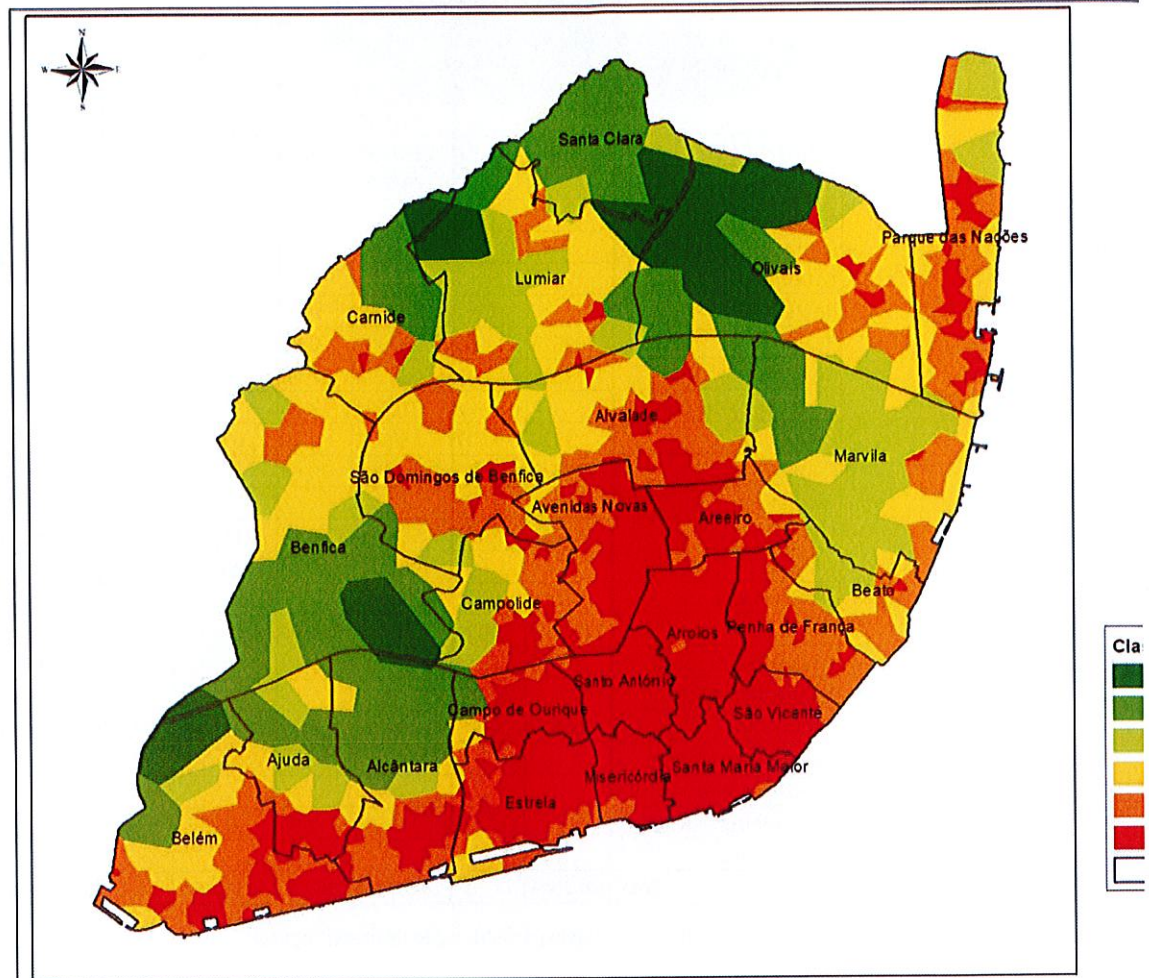 N
W E
S
Santa Clara
Parque das Nações
Olivais
Lumiar
Carnide
Alvalade
Marvila
São Domingos de Benfica
Avenidas Novas
Areeiro
Benfica
Beato
Campolide
Arroios
Penha de França
Santo António
Campo de Ourique
São Vicente
Ajuda
Alcântara
Misericórdia
Santa Maria Maior
Estrela
Belém
Cla